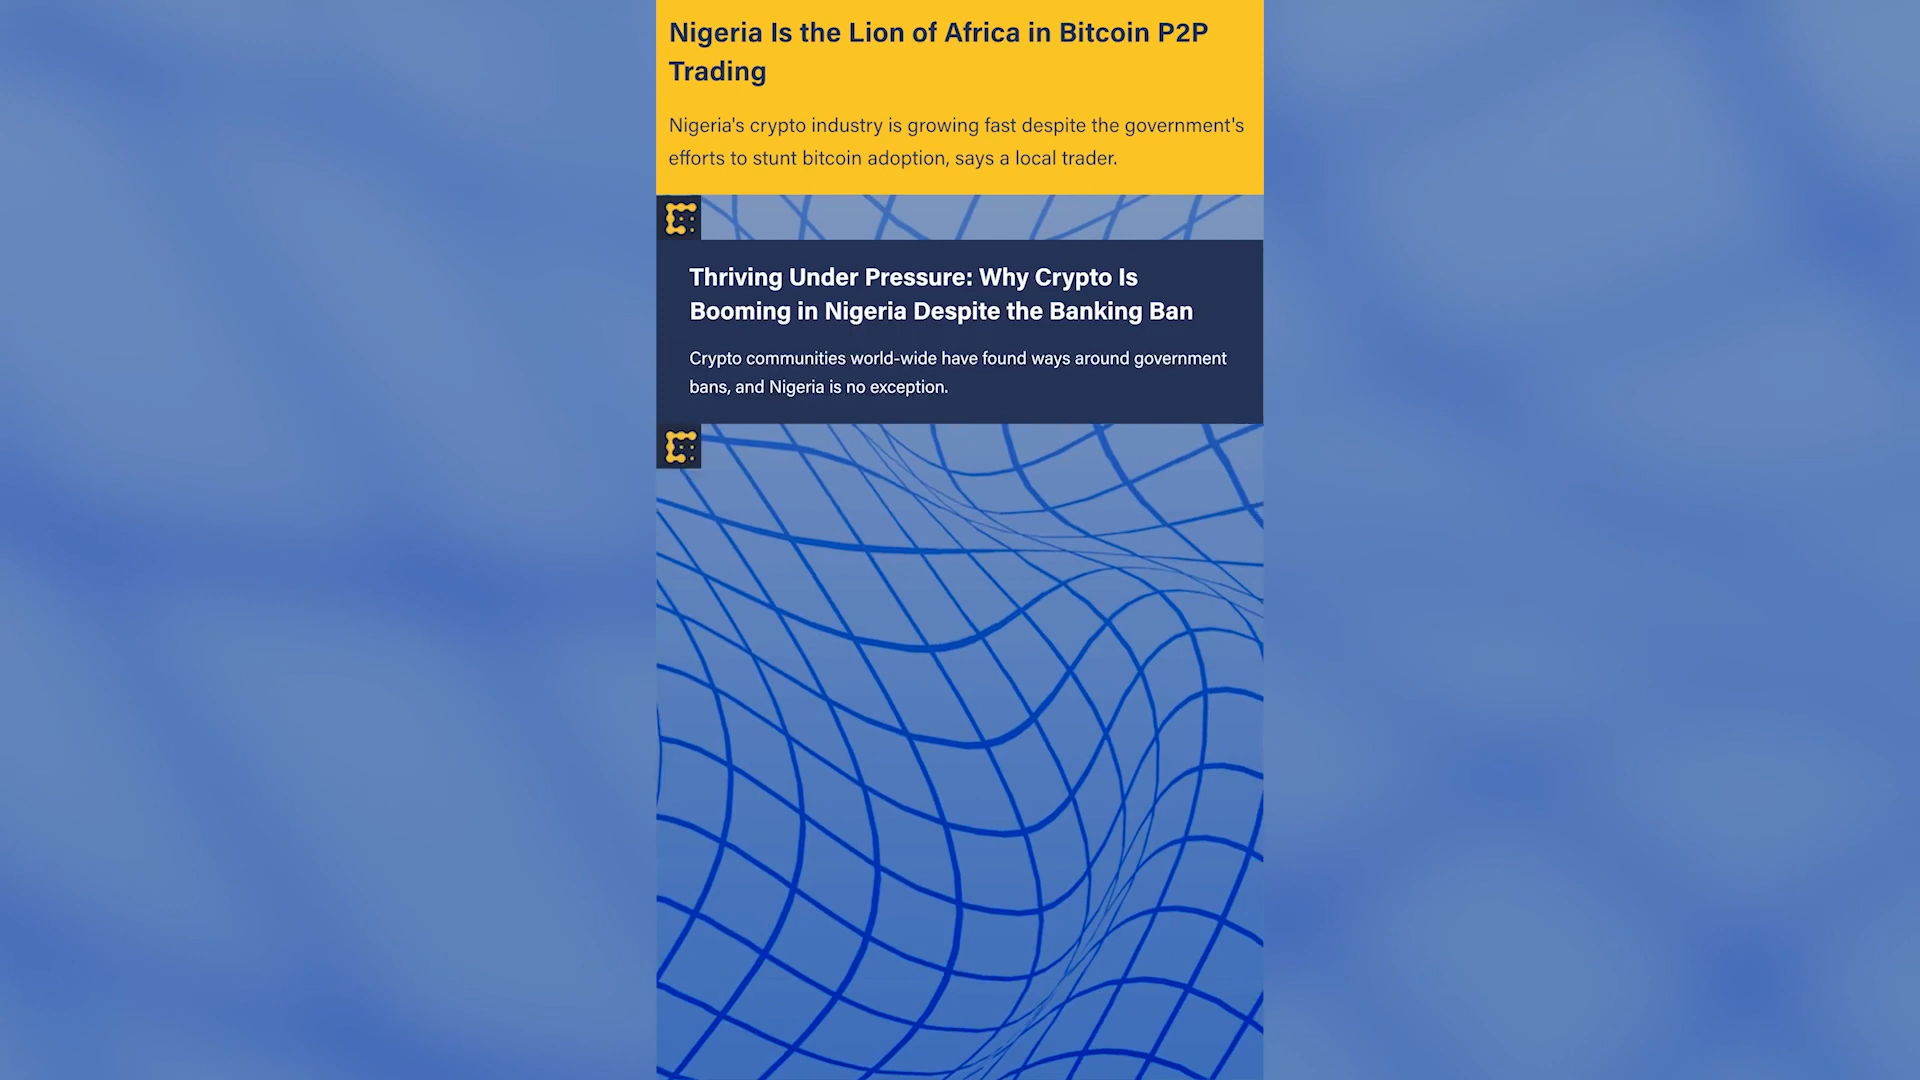 Nigeria Is the Lion of Africa in Bitcoin P2P
Trading
Nigeria's crypto industry is growing fast despite the government's
efforts to stunt bitcoin adoption, says a local trader.
Thriving Under Pressure: Why Crypto Is
Booming in Nigeria Despite the Banking Ban
Crypto communities world-wide have found ways around government
bans, and Nigeria is no exception.